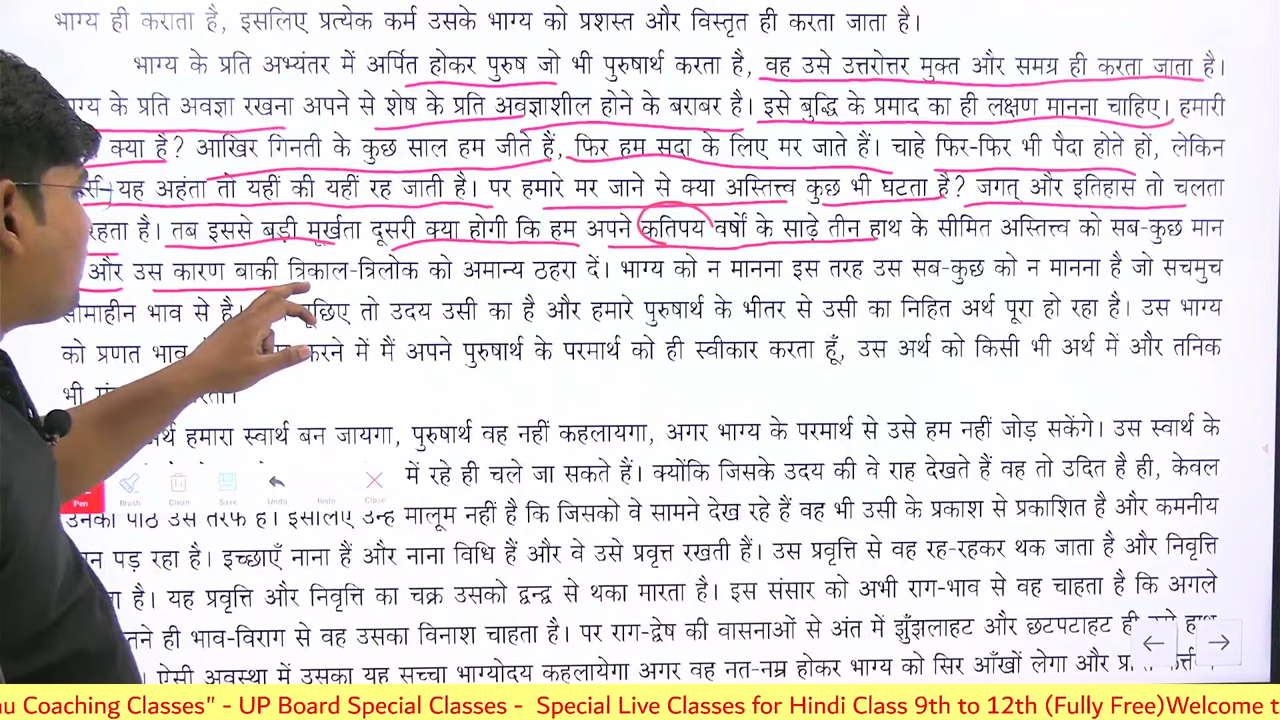 भाग्य ही कराता है, इसलिए प्रत्येक कर्म उसके भाग्य को प्रशस्त और विस्तृत ही करता जाता है।
भाग्य के प्रति अभ्यंतर में अर्पित होकर पुरुष जो भी पुरुषार्थ करता है, वह उसे उत्तरोत्तर मुक्त और समग्र ही करता जाता है।
के प्रति अवज्ञा रखना अपने से शेष के प्रति अवज्ञाशील होने के बराबर है। इसे बुद्धि के प्रमाद का ही लक्षण मानना चाहिए। हमारी
क्या है? आखिर गिनती के कुछ साल हम जीते हैं, फिर हम सदा के लिए मर जाते हैं। चाहे फिर-फिर भी पैदा होते हों, लेकिन
यह अहंता तो यहीं की यहीं रह जाती है। पर हमारे मर जाने से क्या अस्तित्त्व कुछ भी घटता है? जगत् और इतिहास तो चलता
रहता है। तब इससे बड़ी मूर्खता दूसरी क्या होगी कि हम अपने कतिपय वर्षों के साढ़े तीन हाथ के सीमित अस्तित्त्व को सब-कुछ मान
और उस कारण बाकी त्रिकाल-त्रिलोक को अमान्य ठहरा दें। भाग्य को न मानना इस तरह उस सब-कुछ को न मानना है जो सचमुच
सीमाहीन भाव से है। पूछिए तो उदय उसी का है और हमारे पुरुषार्थ के भीतर से उसी का निहित अर्थ पूरा हो रहा है। उस भाग्य
को प्रणत भाव करने में मैं अपने पुरुषार्थ के परमार्थ को ही स्वीकार करता हूँ, उस अर्थ को किसी भी अर्थ में और तनिक
भी
हमारा स्वार्थ बन जायगा, पुरुषार्थ वह नहीं कहलायगा, अगर भाग्य के परमार्थ से उसे हम नहीं जोड़ सकेंगे। उस स्वार्थ के
में रहे ही चले जा सकते हैं। क्योंकि जिसके उदय की वे राह देखते हैं वह तो उदित है ही, केवल
Pen Brush Clean Save Undo Redo Close
उनकी पीठ उस तरफ है। इसलिए उन्हें मालूम नहीं है कि जिसको वे सामने देख रहे हैं वह भी उसी के प्रकाश से प्रकाशित है और कमनीय
पड़ रहा है। इच्छाएँ नाना हैं और नाना विधि हैं और वे उसे प्रवृत्त रखती हैं। उस प्रवृत्ति से वह रह-रहकर थक जाता है और निवृत्ति
है। यह प्रवृत्ति और निवृत्ति का चक्र उसको द्वन्द्व से थका मारता है। इस संसार को अभी राग-भाव से वह चाहता है कि अगले
ही भाव-विराग से वह उसका विनाश चाहता है। पर राग-द्वेष की वासनाओं से अंत में झुँझलाहट और छटपटाहट ही
ऐसी अवस्था में उसका यह सच्चा भाग्योदय कहलायेगा अगर वह नत-नम्र होकर भाग्य को सिर आँखों लेगा और
Coaching Classes" - UP Board Special Classes - Special Live Classes for Hindi Class 9th to 12th (Fully Free)Welcome